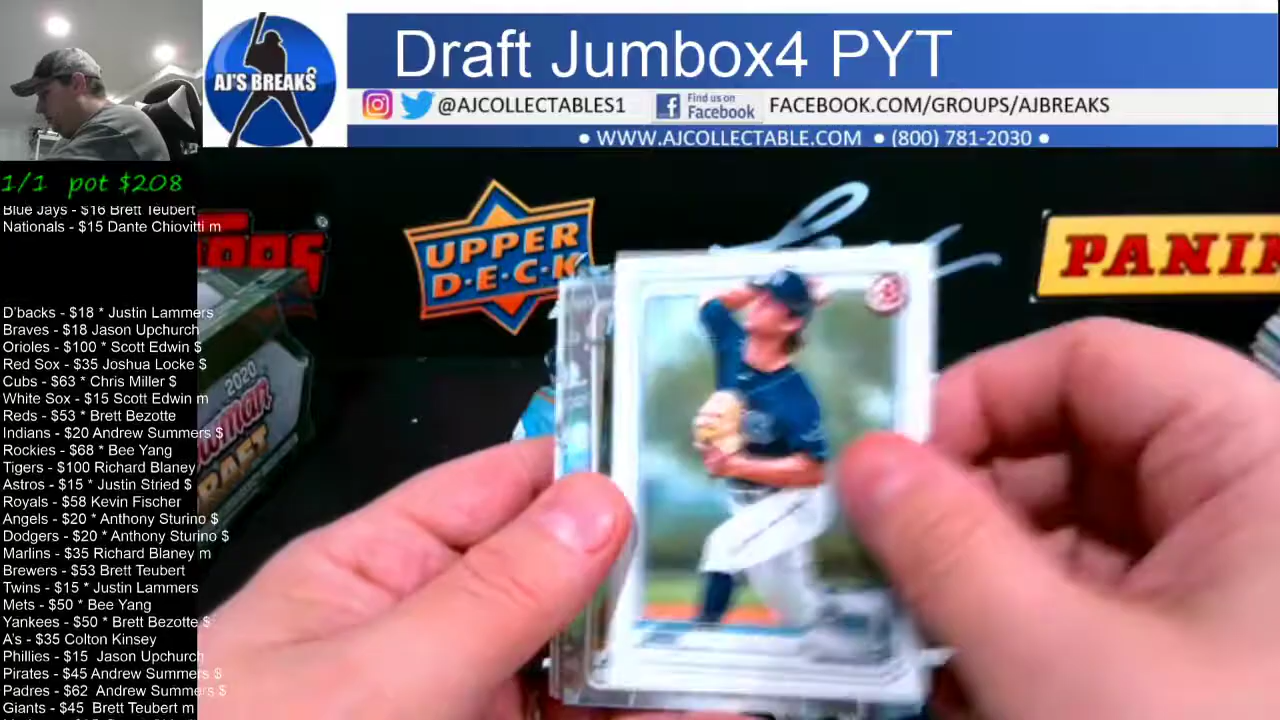 Draft Jumbox4 PYT
AJ'S BREAKS
@AJCOLLECTABLES1
Find us on
Facebook
FACEBOOK.COM/GROUPS/AJBREAKS
• WWW.AJCOLLECTABLE.COM • (800) 781-2030 •
1/1 pot $208
Blue Jays - $16 Brett Teubert
Nationals - $15 Dante Chiovitti m
UPPER
D·E·C·K
PANINI
2020
Bowman
DRAFT
D'backs - $18 * Justin Lammers
Braves - $18 Jason Upchurch
Orioles - $100 * Scott Edwin $
Red Sox - $35 Joshua Locke $
Cubs - $63 * Chris Miller $
White Sox - $15 Scott Edwin m
Reds - $53 * Brett Bezotte
Indians - $20 Andrew Summers $
Rockies - $68 * Bee Yang
Tigers - $100 Richard Blaney
Astros - $15 * Justin Stried $
Royals - $58 Kevin Fischer
Angels - $20 * Anthony Sturino $
Dodgers - $20 * Anthony Sturino $
Marlins - $35 Richard Blaney m
Brewers - $53 Brett Teubert
Twins - $15 * Justin Lammers
Mets - $50 * Bee Yang
Yankees - $50 * Brett Bezotte $
A's - $35 Colton Kinsey
Phillies - $15 Jason Upchurch
Pirates - $45 Andrew Summers $
Padres - $62 Andrew Summers $
Giants - $45 Brett Teubert m